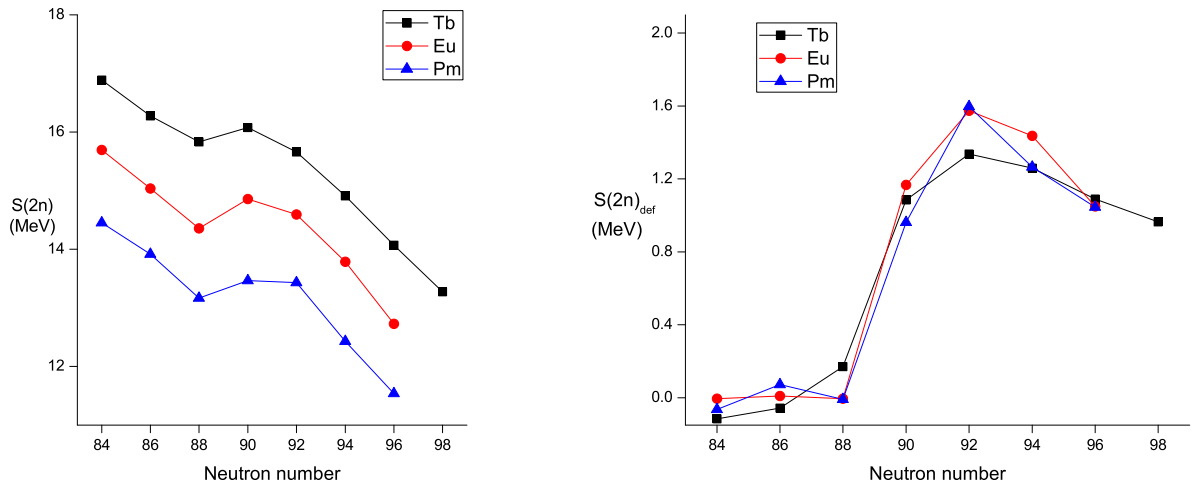 18
16
14
12
S(2n)
(MeV)
84 86 88 90 92 94 96 98
Neutron number
Tb
Eu
Pm
2.0
1.6
1.2
0.8
0.4
0.0
S(2n)def
(MeV)
84 86 88 90 92 94 96 98
Neutron number
Tb
Eu
Pm